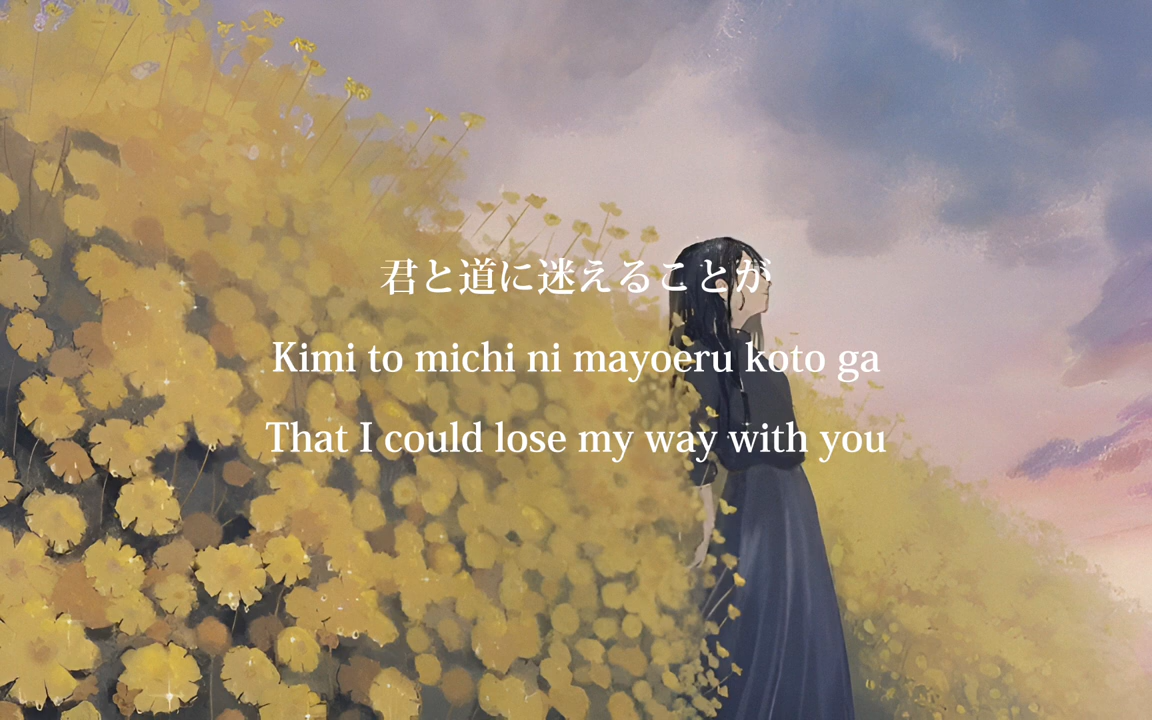 君と道に迷えることが
Kimi to michi ni mayoeru koto ga
That I could lose my way with you